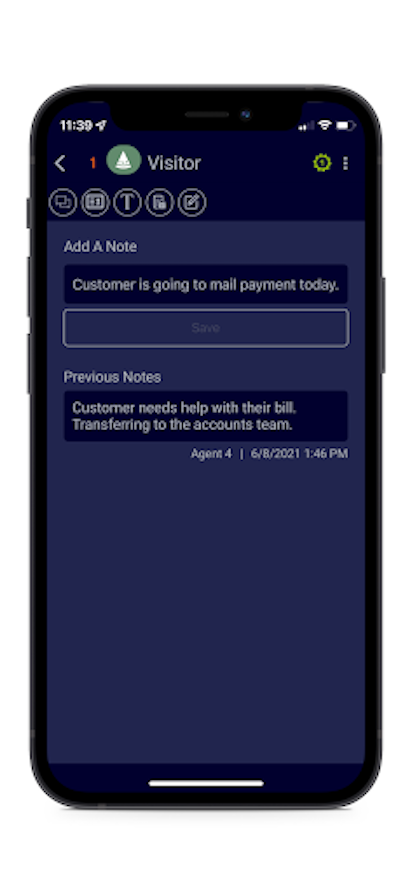 11:39
1 Visitor
T
Add A Note
Customer is going to mail payment today.
Save
Previous Notes
Customer needs help with their bill.
Transferring to the accounts team.
Agent 4 | 6/8/2021 1:46 PM